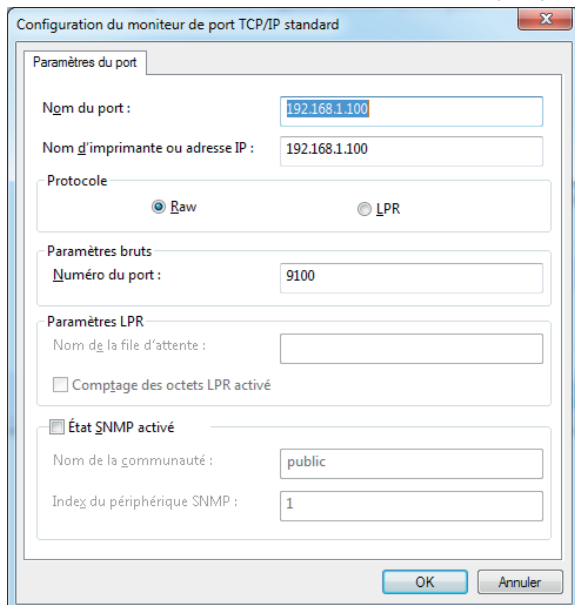 Configuration du moniteur de port TCP/IP standard
Paramètres du port
Nom du port :
192.168.1.100
Nom d'imprimante ou adresse IP :
192.168.1.100
Protocole
Raw
LPR
Paramètres bruts
Numéro du port :
9100
Paramètres LPR
Nom de la file d'attente :
Comptage des octets LPR activé
État SNMP activé
Nom de la communauté :
public
Index du périphérique SNMP :
1
OK
Annuler